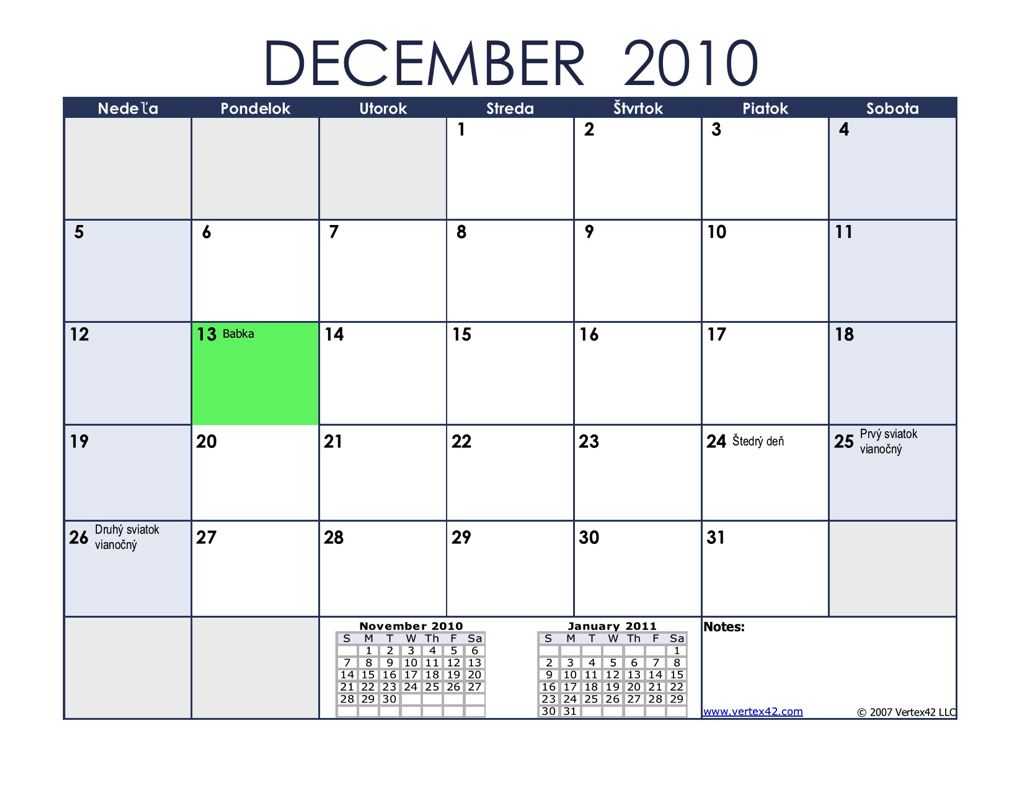 DECEMBER 2010
Nedeľa Pondelok Utorok Streda Štvrtok Piatok Sobota
1 2 3 4
5 6 7 8 9 10 11
12 13 Babka 14 15 16 17 18
19 20 21 22 23 24 Štedrý deň 25 Prvý sviatok
vianočný
26 Druhý sviatok
vianočný
27 28 29 30 31
November 2010
S M T W Th F Sa
1 2 3 4 5 6
7 8 9 10 11 12 13
14 15 16 17 18 19 20
21 22 23 24 25 26 27
28 29 30
January 2011
S M T W Th F Sa
1
2 3 4 5 6 7 8
9 10 11 12 13 14 15
16 17 18 19 20 21 22
23 24 25 26 27 28 29
30 31
Notes:
www.vertex42.com © 2007 Vertex42 LLC